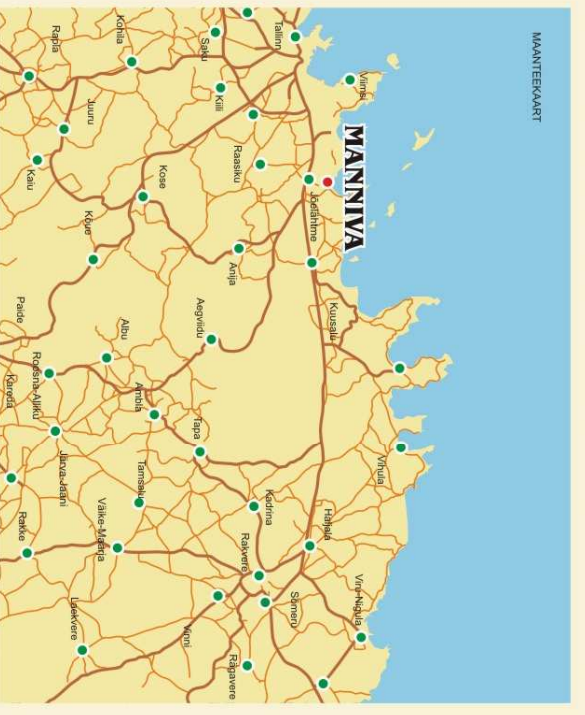 MAANTEEKAART
Viimsi
Tallinn
MANNIVA
Saku
Kohila
Rapla
Kiili
Juuru
Kaiu
Raasiku
Jõelähtme
Kose
Kõue
Anija
Kuusalu
Aegviidu
Albu
Paide
Roosna-Alliku
Kareda
Ambla
Tapa
Vihula
Järva-Jaani
Tamsalu
Kadrina
Haljala
Väike-Maarja
Rakke
Rakvere
Sõmeru
Viru-Nigula
Vinni
Laekvere
Rägavere